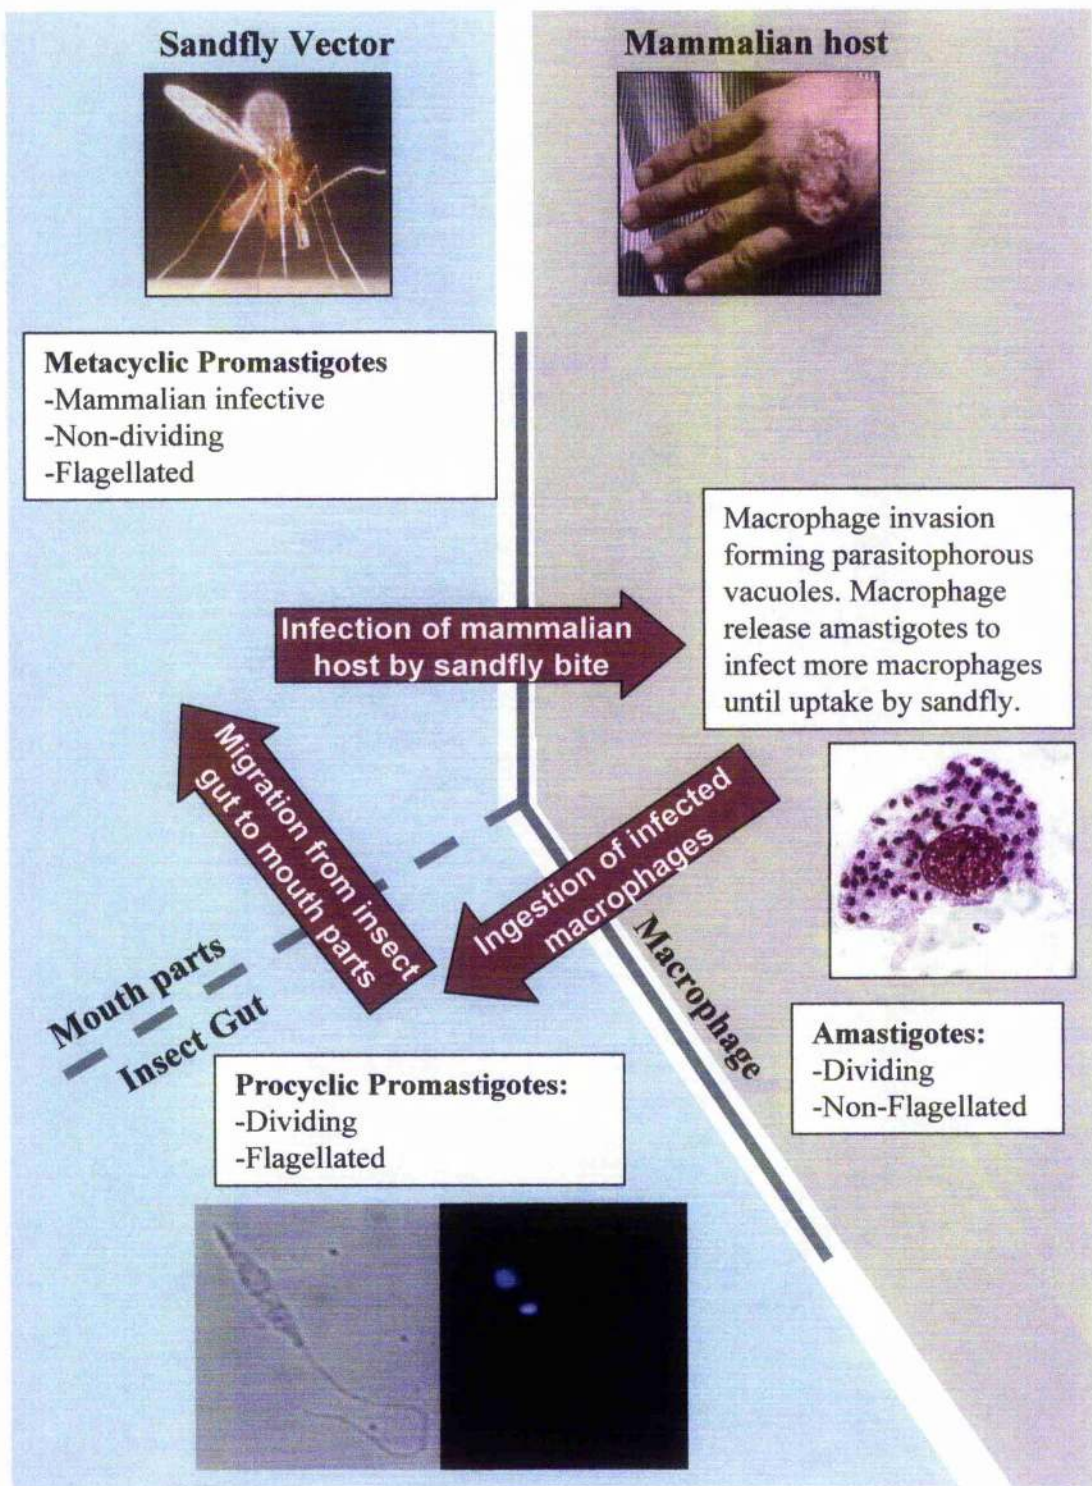 Sandfly Vector
Mammalian host
Metacyclic Promastigotes
-Mammalian infective
-Non-dividing
-Flagellated
Macrophage invasion
forming parasitophorous
vacuoles. Macrophage
release amastigotes to
infect more macrophages
until uptake by sandfly.
Infection of mammalian
host by sandfly bite
Migration from insect
gut to mouth parts
Ingestion of infected
macrophages
Mouth parts
Insect Gut
Macrophage
Amastigotes:
-Dividing
-Non-Flagellated
Procyclic Promastigotes:
-Dividing
-Flagellated